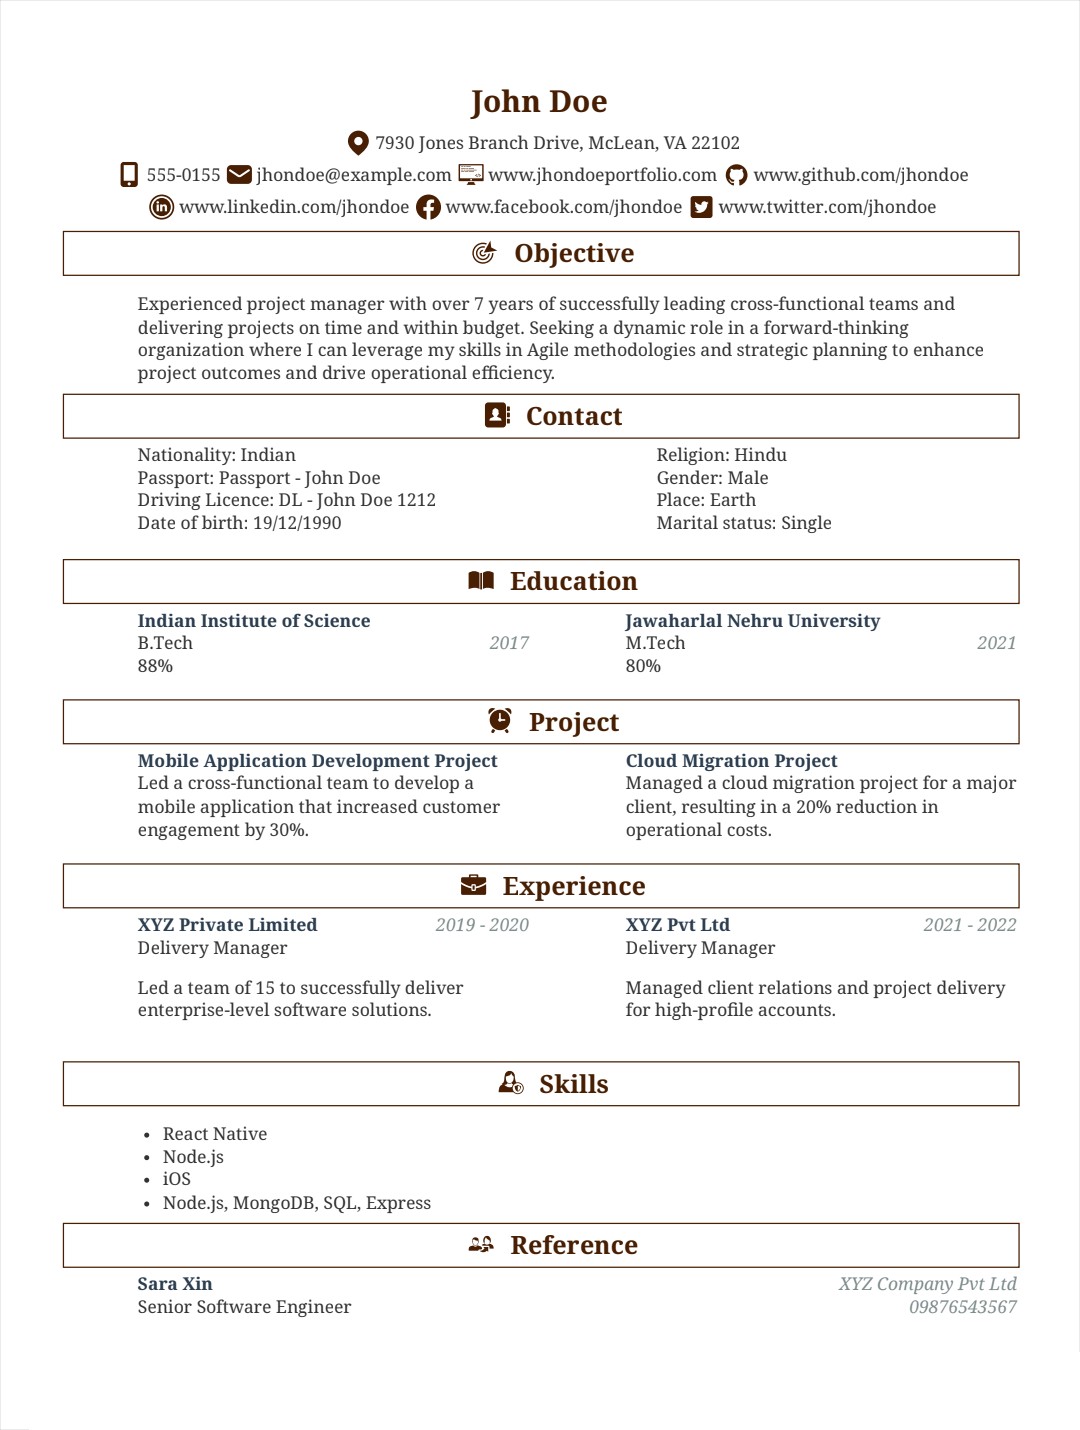 John Doe
7930 Jones Branch Drive, McLean, VA 22102
555-0155 jhondoe@example.com www.jhondoeportfolio.com www.github.com/jhondoe
www.linkedin.com/jhondoe www.facebook.com/jhondoe www.twitter.com/jhondoe
Objective
Experienced project manager with over 7 years of successfully leading cross-functional teams and
delivering projects on time and within budget. Seeking a dynamic role in a forward-thinking
organization where I can leverage my skills in Agile methodologies and strategic planning to enhance
project outcomes and drive operational efficiency.
Contact
Nationality: Indian
Passport: Passport - John Doe
Driving Licence: DL - John Doe 1212
Date of birth: 19/12/1990
Religion: Hindu
Gender: Male
Place: Earth
Marital status: Single
Education
Indian Institute of Science
B.Tech 2017
88%
Jawaharlal Nehru University
M.Tech 2021
80%
Project
Mobile Application Development Project
Led a cross-functional team to develop a
mobile application that increased customer
engagement by 30%.
Cloud Migration Project
Managed a cloud migration project for a major
client, resulting in a 20% reduction in
operational costs.
Experience
XYZ Private Limited 2019 - 2020
Delivery Manager
Led a team of 15 to successfully deliver
enterprise-level software solutions.
XYZ Pvt Ltd 2021 - 2022
Delivery Manager
Managed client relations and project delivery
for high-profile accounts.
Skills
• React Native
• Node.js
• iOS
• Node.js, MongoDB, SQL, Express
Reference
Sara Xin XYZ Company Pvt Ltd
Senior Software Engineer 09876543567